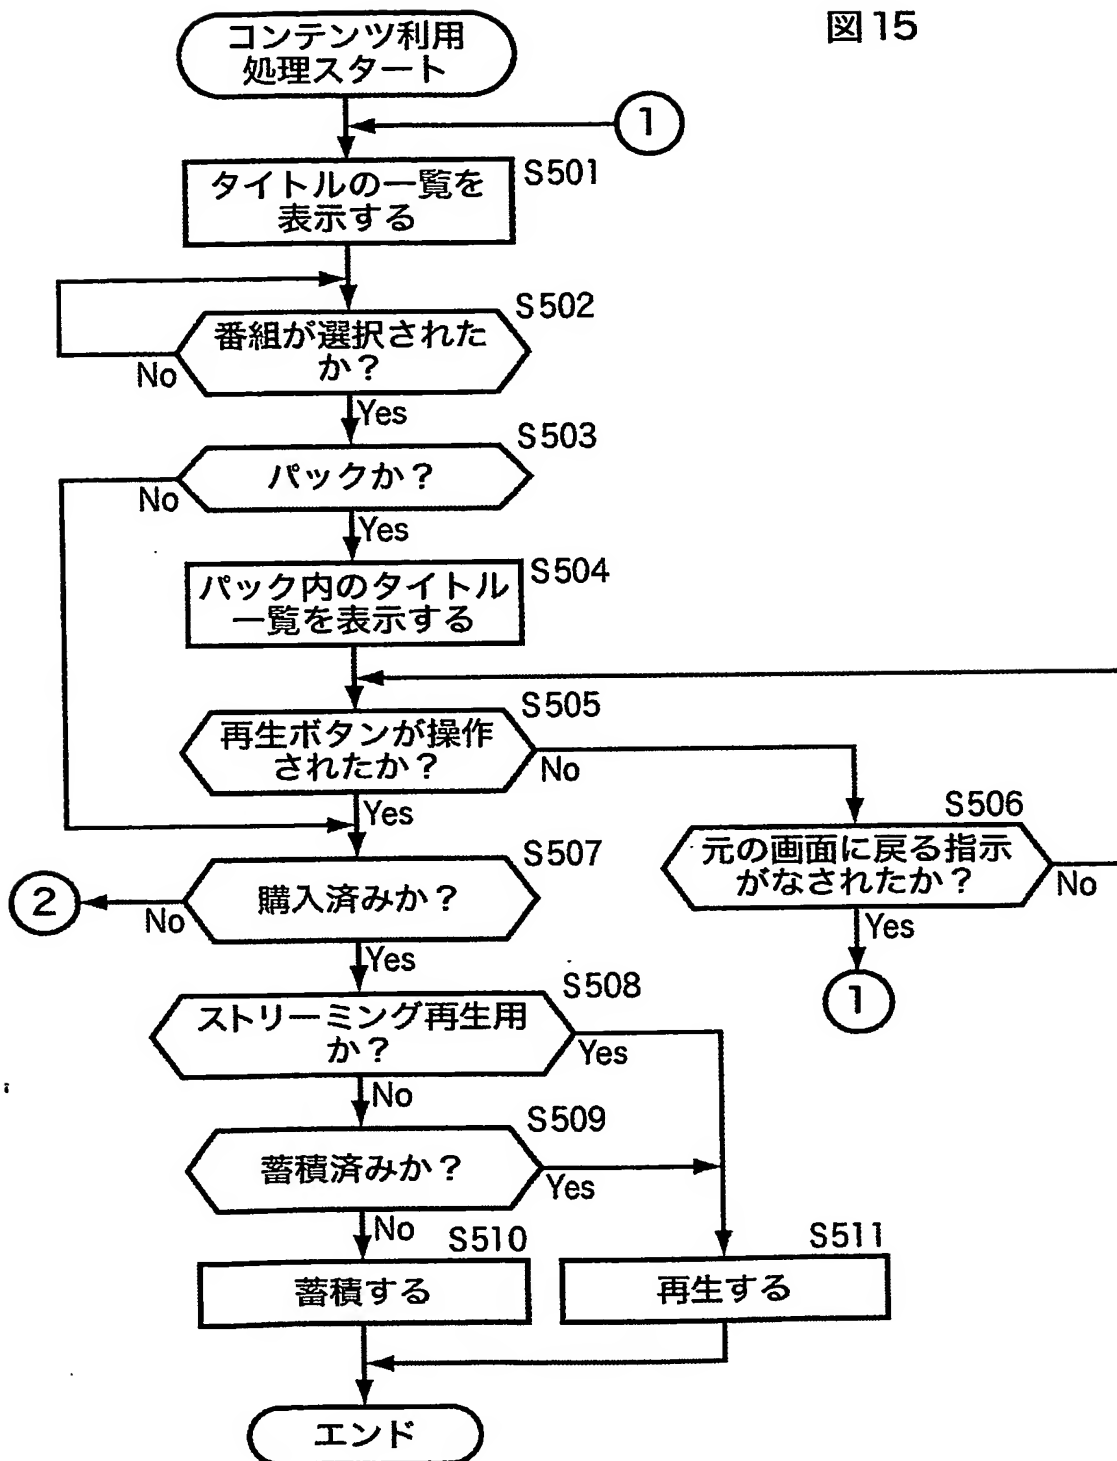 図15
コンテンツ利用
処理スタート
1
S501
タイトルの一覧を
表示する
S502
番組が選択された
か？
No
Yes
S503
パックか？
No
Yes
S504
パック内のタイトル
一覧を表示する
S505
再生ボタンが操作
されたか？
No
Yes
S506
元の画面に戻る指示
がなされたか？
No
Yes
1
S507
購入済みか？
No
2
Yes
S508
ストリーミング再生用
か？
Yes
No
S509
蓄積済みか？
Yes
No
S510
蓄積する
S511
再生する
エンド